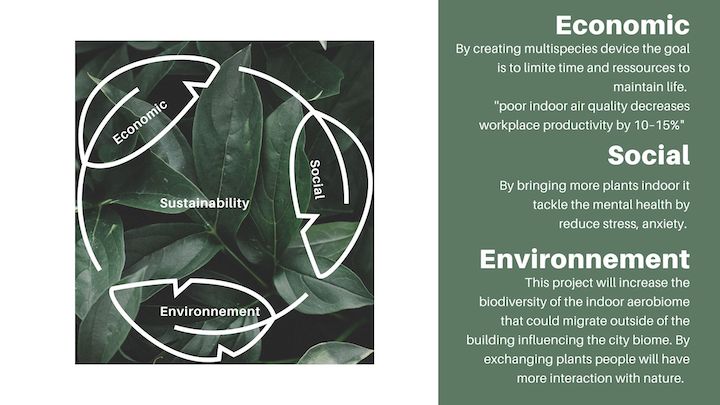 Economic
Social
Sustainability
Environnement
Economic
By creating multispecies device the goal
is to limite time and ressources to
maintain life.
"poor indoor air quality decreases
workplace productivity by 10–15%"
Social
By bringing more plants indoor it
tackle the mental health by
reduce stress, anxiety.
Environnement
This project will increase the
biodiversity of the indoor aerobiome
that could migrate outside of the
building influencing the city biome. By
exchanging plants people will have
more interaction with nature.